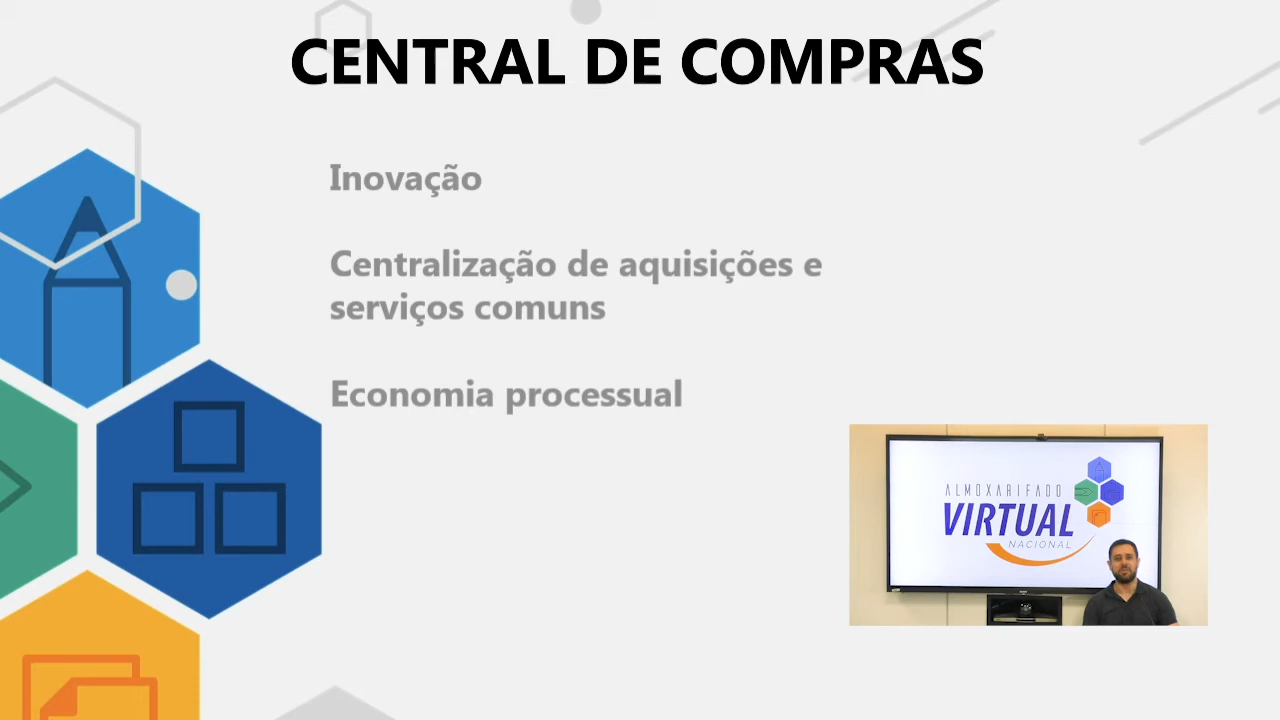 CENTRAL DE COMPRAS
Inovação
Centralização de aquisições e
serviços comuns
Economia processual
ALMOXARIFADO
VIRTUAL
NACIONAL